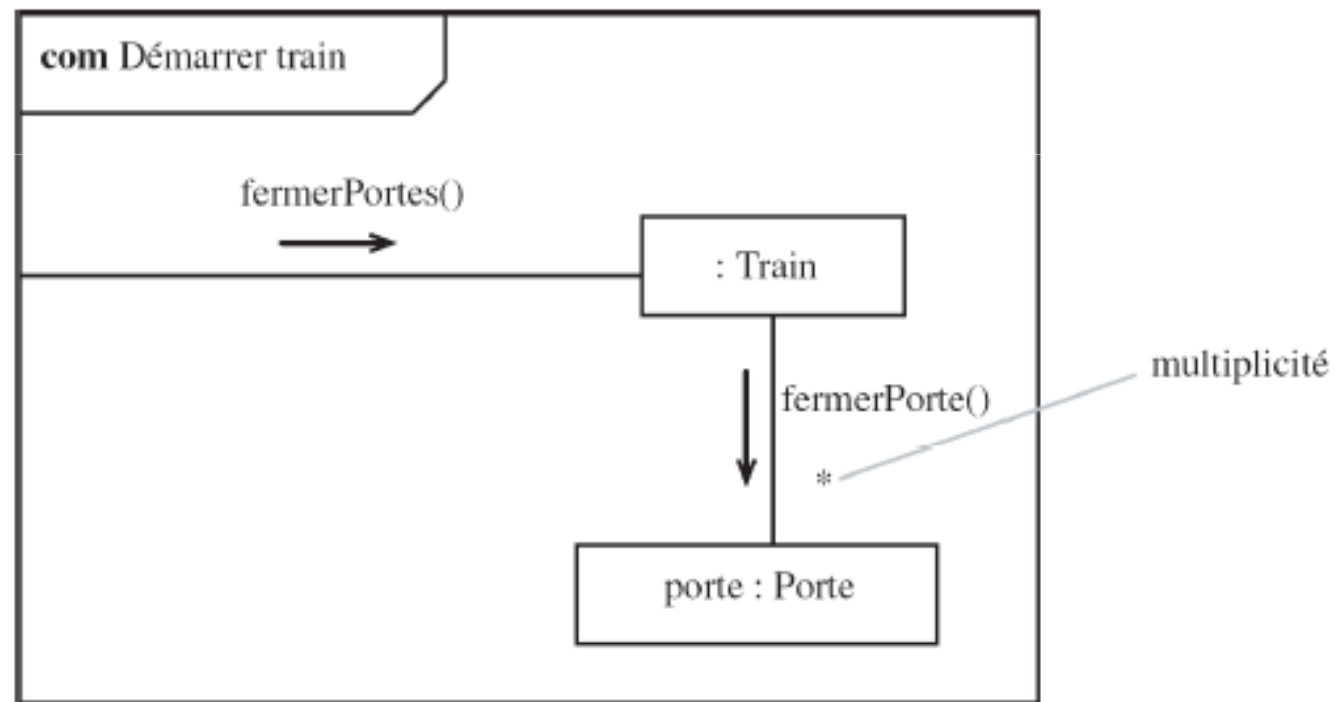 com Démarrer train
fermerPortes()
: Train
multiplicité
fermerPorte()
*
porte : Porte